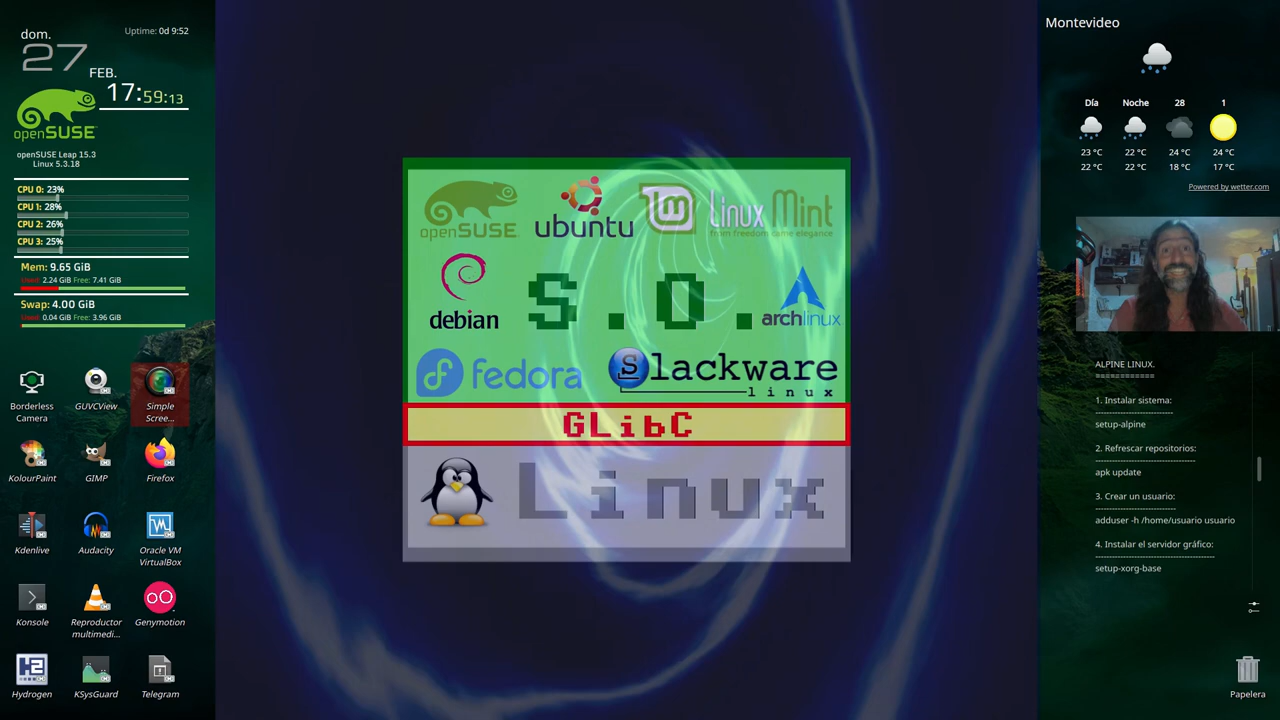 dom.
Uptime: 0d 9:52
27
FEB.
17:59:13
openSUSE
openSUSE Leap 15.3
Linux 5.3.18
CPU 0: 23%
CPU 1: 28%
CPU 2: 26%
CPU 3: 25%
Mem: 9.65 GiB
Used: 2.24 GiB Free: 7.41 GiB
Swap: 4.00 GiB
Used: 0.04 GiB Free: 3.96 GiB
Borderless
Camera
GUVCView
Simple
Scree...
KolourPaint
GIMP
Firefox
Kdenlive
Audacity
Oracle VM
VirtualBox
Konsole
Reproductor
multimedi...
Genymotion
Hydrogen
KSysGuard
Telegram
openSUSE
ubuntu
Linux Mint
from freedom came elegance
debian
S.O.
archlinux
fedora
Slackware
linux
GLibC
Linux
Montevideo
Día Noche 28 1
23 °C 22 °C 24 °C 24 °C
22 °C 22 °C 18 °C 17 °C
Powered by wetter.com
ALPINE LINUX.
============
1. Instalar sistema:
--------------------------
setup-alpine
2. Refrescar repositorios:
---------------------------------
apk update
3. Crear un usuario:
--------------------------
adduser -h /home/usuario usuario
4. Instalar el servidor gráfico:
----------------------------------------
setup-xorg-base
Papelera